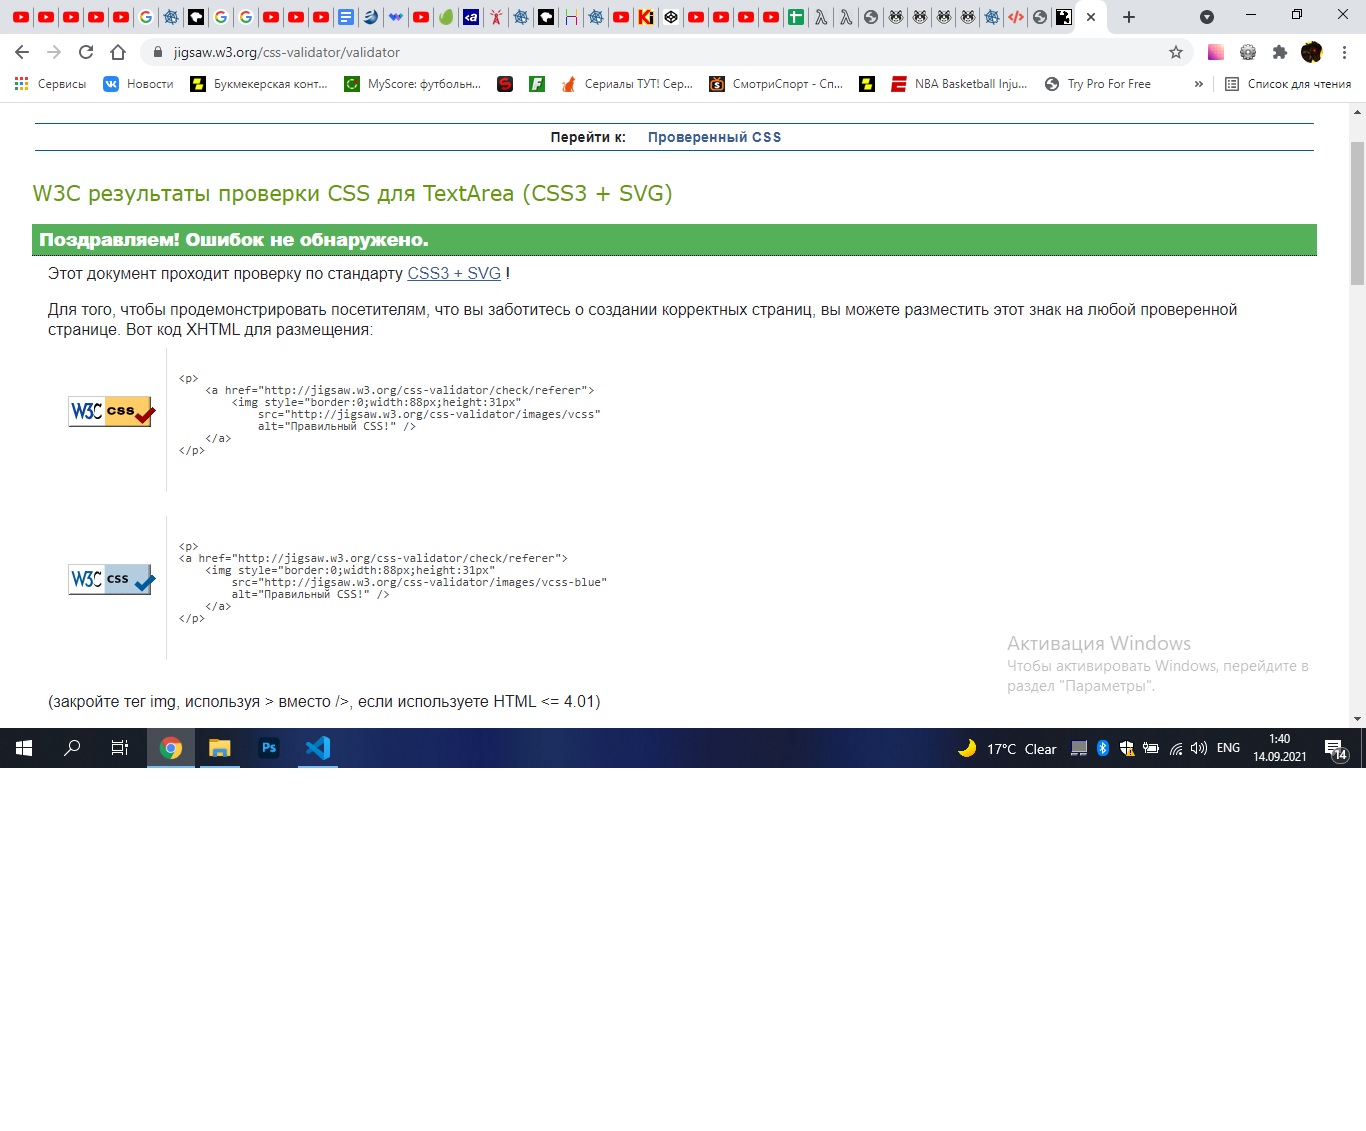 jigsaw.w3.org/css-validator/validator
Сервисы
Новости
Букмекерская конт...
MyScore: футбольн...
Сериалы ТУТ! Сер...
СмотриСпорт - Сп...
NBA Basketball Inju...
Try Pro For Free
»
Список для чтения
Перейти к: Проверенный CSS
W3C результаты проверки CSS для TextArea (CSS3 + SVG)
Поздравляем! Ошибок не обнаружено.
Этот документ проходит проверку по стандарту CSS3 + SVG !
Для того, чтобы продемонстрировать посетителям, что вы заботитесь о создании корректных страниц, вы можете разместить этот знак на любой проверенной
странице. Вот код XHTML для размещения:
W3C css
<p>
<a href="http://jigsaw.w3.org/css-validator/check/referer">
<img style="border:0;width:88px;height:31px"
src="http://jigsaw.w3.org/css-validator/images/vcss"
alt="Правильный CSS!" />
</a>
</p>
W3C css
<p>
<a href="http://jigsaw.w3.org/css-validator/check/referer">
<img style="border:0;width:88px;height:31px"
src="http://jigsaw.w3.org/css-validator/images/vcss-blue"
alt="Правильный CSS!" />
</a>
</p>
(закройте тег img, используя > вместо />, если используете HTML <= 4.01)
Активация Windows
Чтобы активировать Windows, перейдите в
раздел "Параметры".
Ps
17°C Clear
ENG
1:40
14.09.2021
14